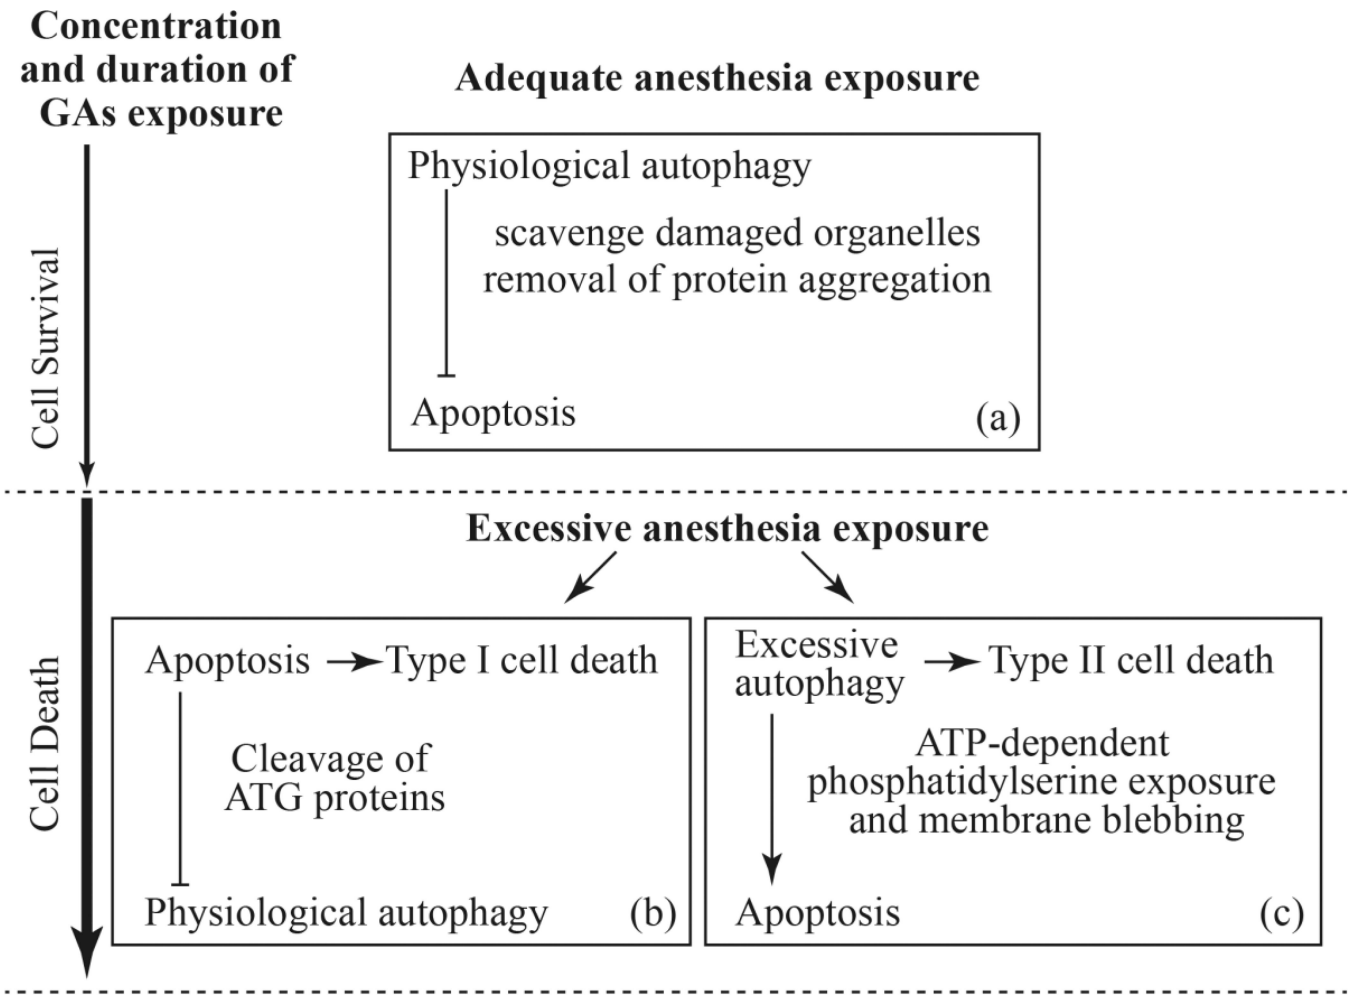 Concentration
and duration of
GAs exposure
Adequate anesthesia exposure
Cell Survival
Physiological autophagy
scavenge damaged organelles
removal of protein aggregation
Apoptosis
(a)
Excessive anesthesia exposure
Cell Death
Apoptosis
Type I cell death
Cleavage of
ATG proteins
Physiological autophagy
(b)
Excessive
autophagy
Type II cell death
ATP-dependent
phosphatidylserine exposure
and membrane blebbing
Apoptosis
(c)